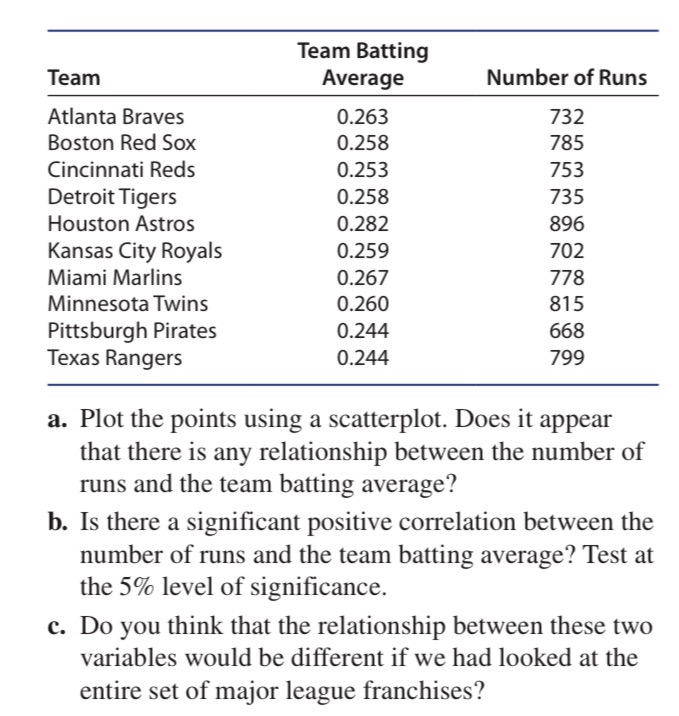 Team Batting
Team Average Number of Runs
Atlanta Braves 0.263 732
Boston Red Sox 0.258 785
Cincinnati Reds 0.253 753
Detroit Tigers 0.258 735
Houston Astros 0.282 896
Kansas City Royals 0.259 702
Miami Marlins 0.267 778
Minnesota Twins 0.260 815
Pittsburgh Pirates 0.244 668
Texas Rangers 0.244 799
a. Plot the points using a scatterplot. Does it appear
that there is any relationship between the number of
runs and the team batting average?
b. Is there a significant positive correlation between the
number of runs and the team batting average? Test at
the 5% level of significance.
c. Do you think that the relationship between these two
variables would be different if we had looked at the
entire set of major league franchises?